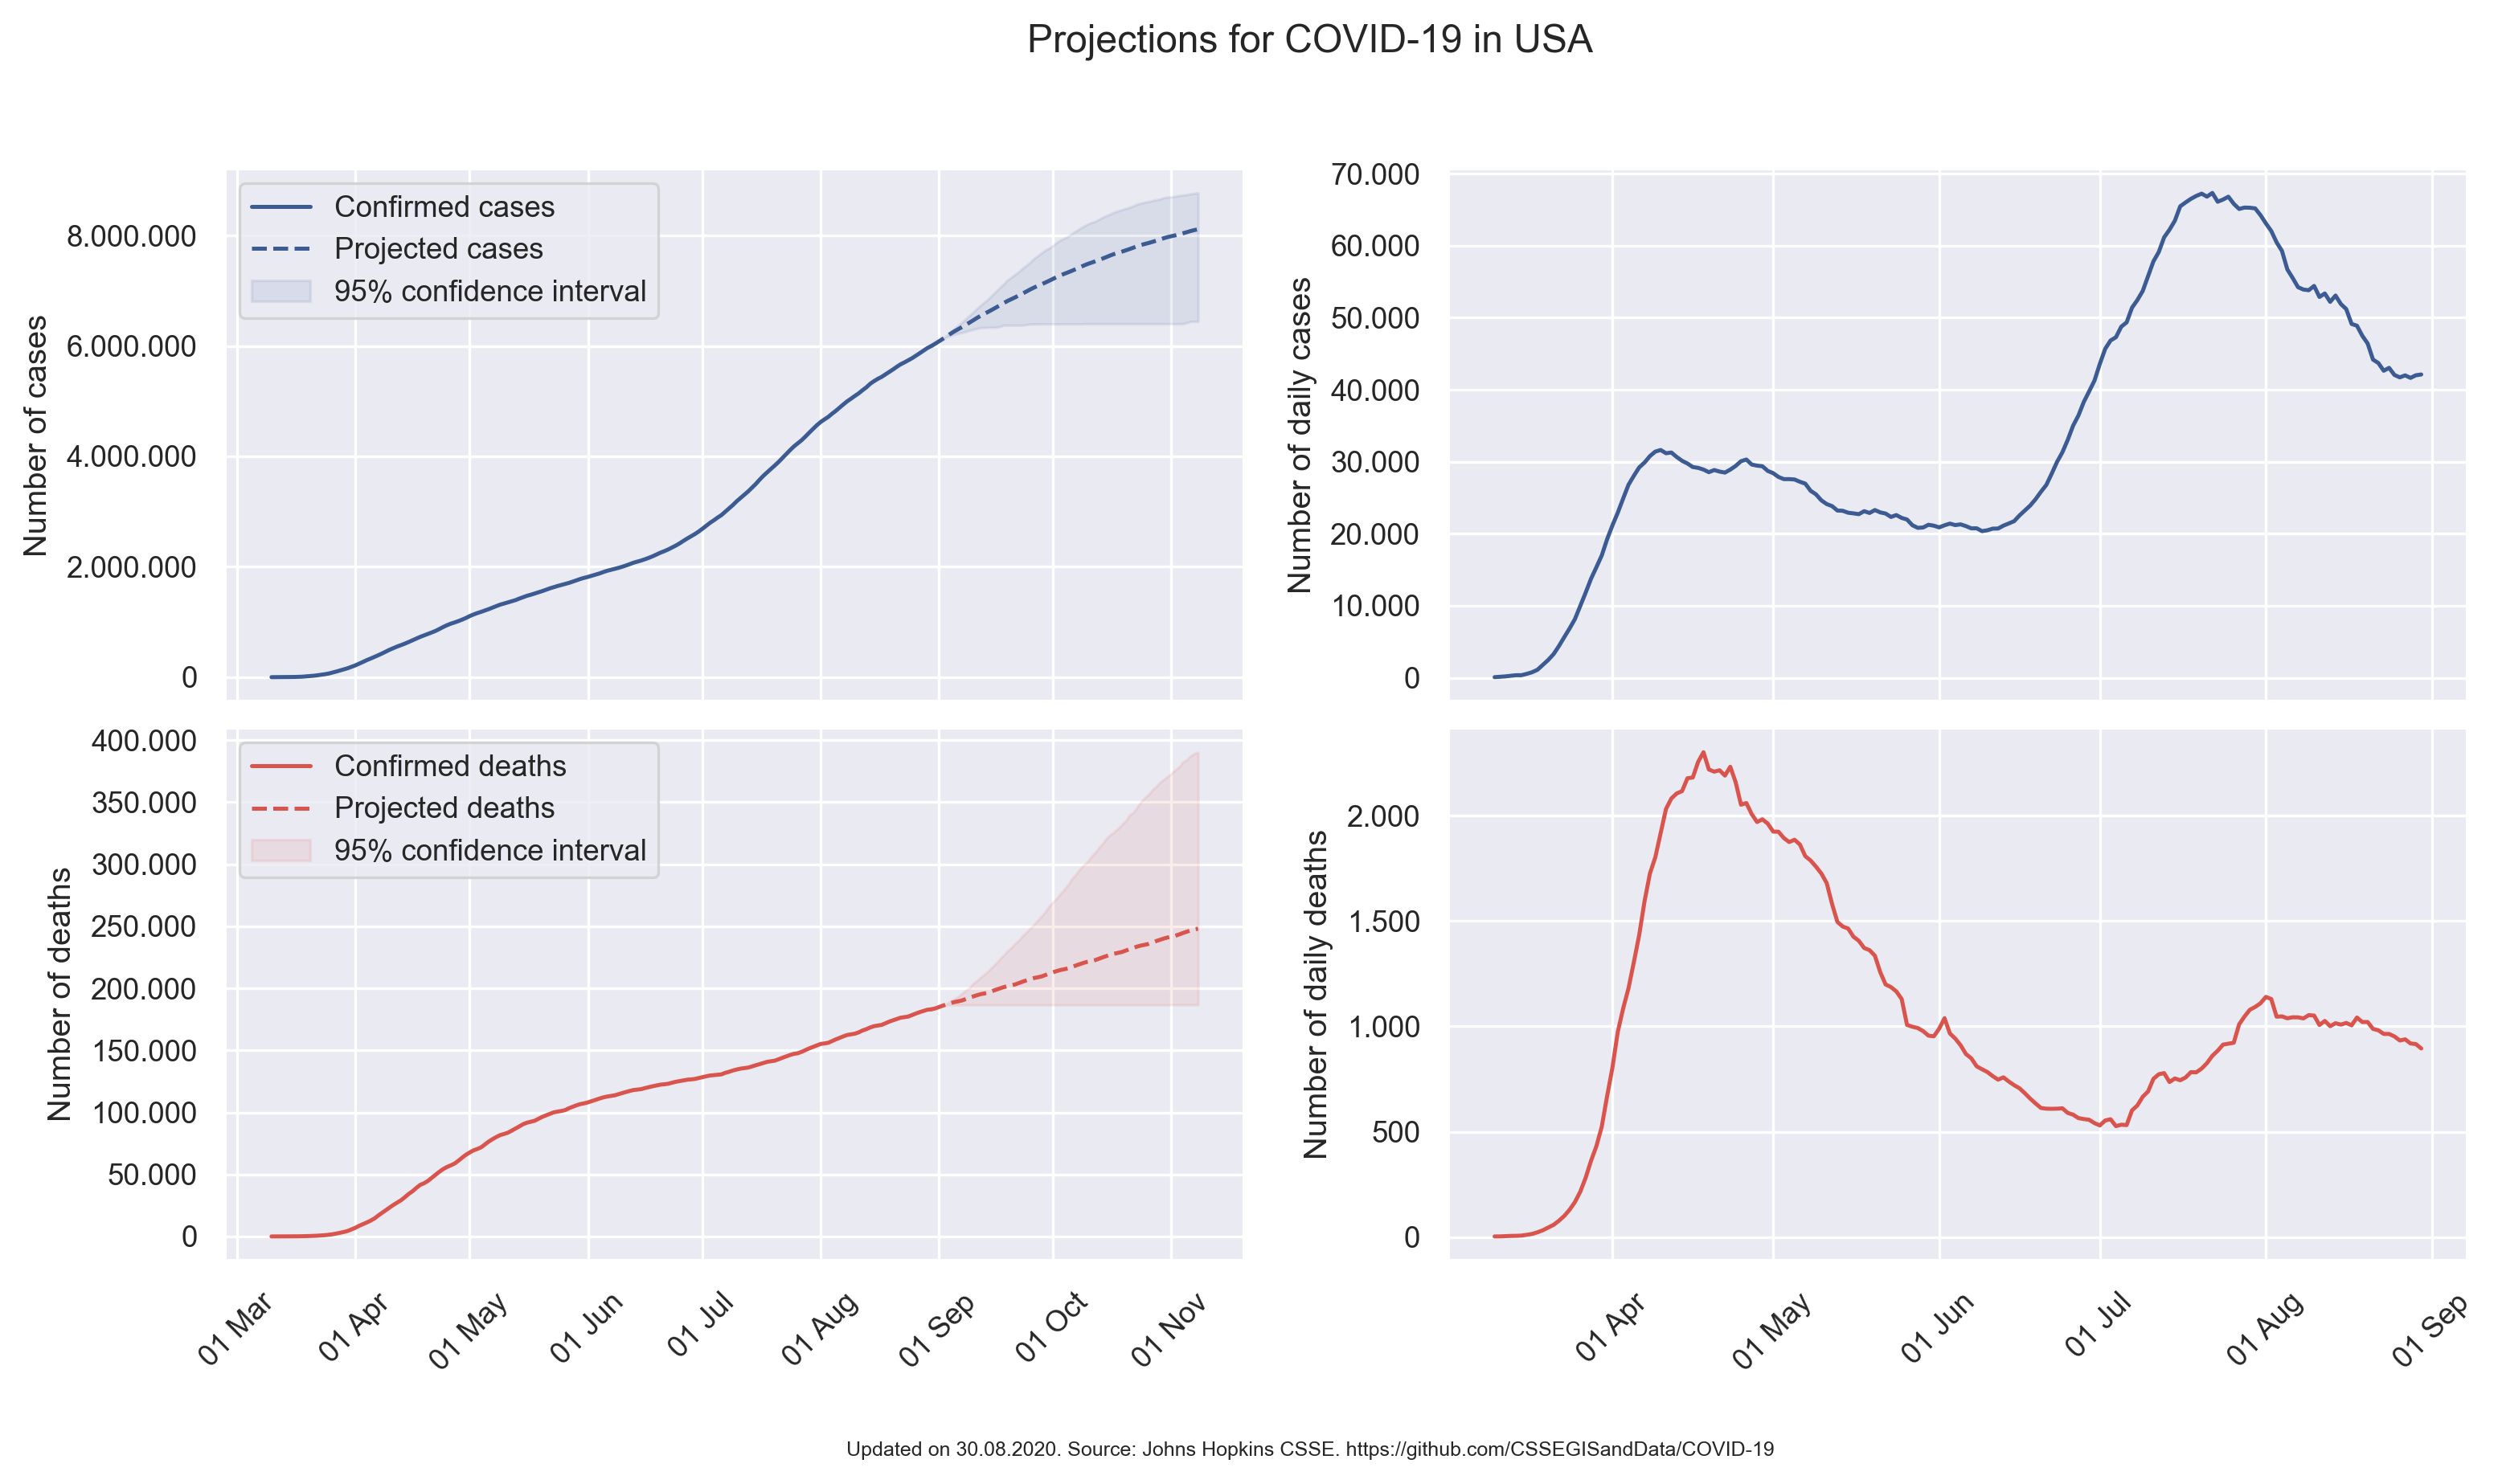 Projections for COVID-19 in USA
Number of cases
8.000.000
6.000.000
4.000.000
2.000.000
0
Confirmed cases
Projected cases
95% confidence interval
Number of daily cases
70.000
60.000
50.000
40.000
30.000
20.000
10.000
0
Number of deaths
400.000
350.000
300.000
250.000
200.000
150.000
100.000
50.000
0
Confirmed deaths
Projected deaths
95% confidence interval
01 Mar
01 Apr
01 May
01 Jun
01 Jul
01 Aug
01 Sep
01 Oct
01 Nov
Number of daily deaths
2.000
1.500
1.000
500
0
01 Apr
01 May
01 Jun
01 Jul
01 Aug
01 Sep
Updated on 30.08.2020. Source: Johns Hopkins CSSE. https://github.com/CSSEGISandData/COVID-19